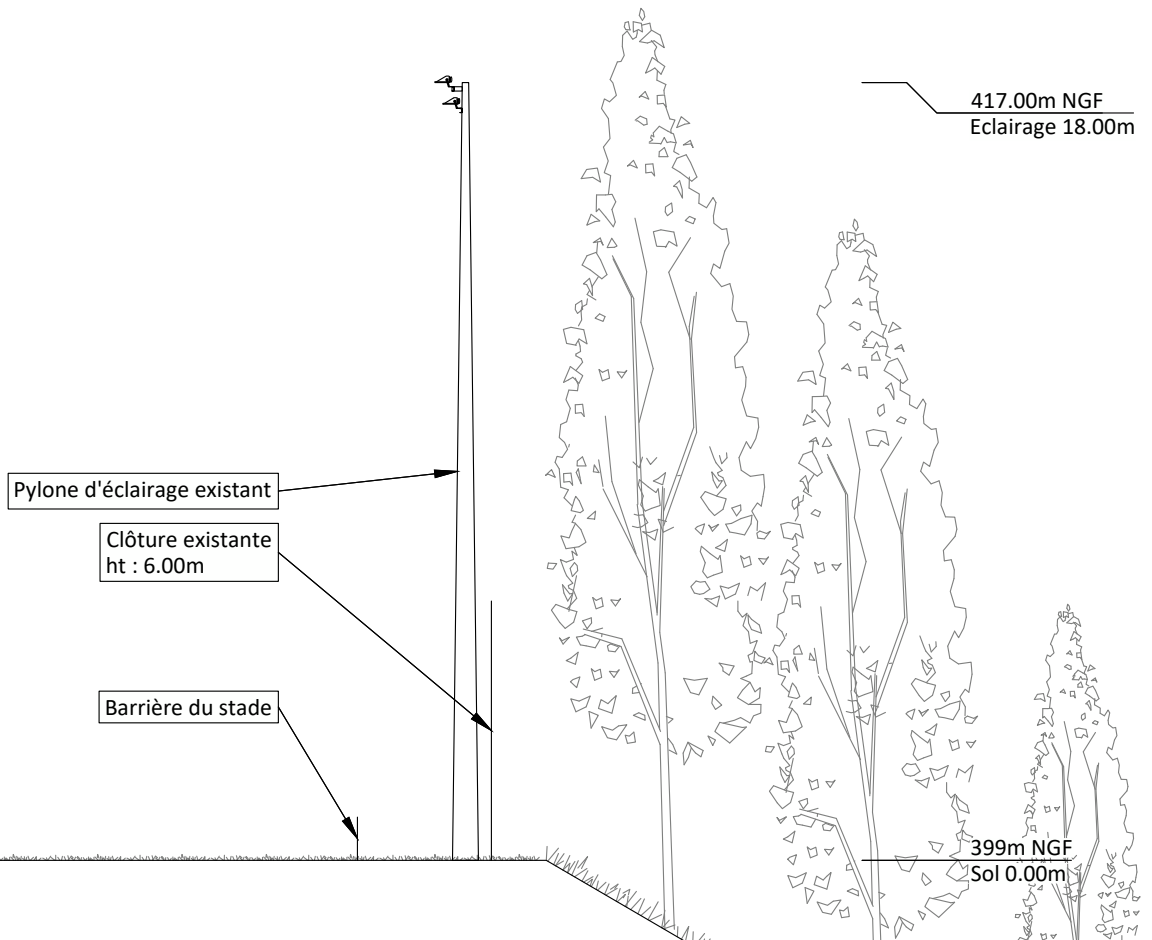 417.00m NGF
Eclairage 18.00m
Pylone d'éclairage existant
Clôture existante
ht : 6.00m
Barrière du stade
399m NGF
Sol 0.00m